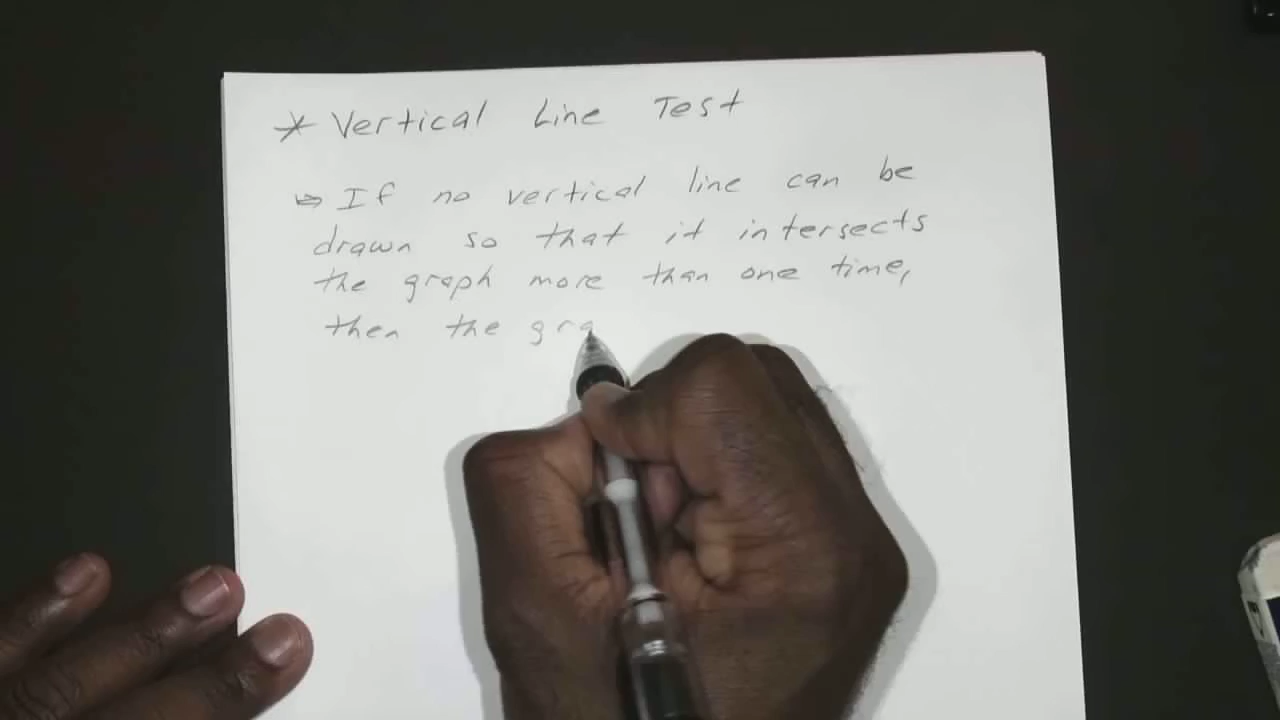 * Vertical Line Test
⇒ If no vertical line can be
drawn so that it intersects
the graph more than one time,
then the gra